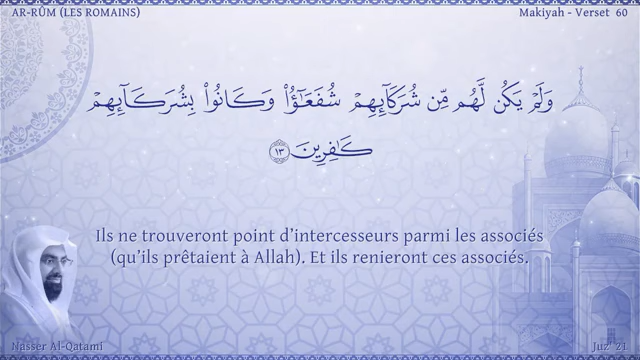 AR-RÛM (LES ROMAINS)
Makiyah - Verset 60
وَلَمْ يَكُن لَّهُم مِّن شُرَكَآئِهِمْ شُفَعَـٰٓؤُا۟ وَكَانُوا۟ بِشُرَكَآئِهِمْ
كَـٰفِرِينَ ١٣
Ils ne trouveront point d'intercesseurs parmi les associés
(qu'ils prêtaient à Allah). Et ils renieront ces associés.
Nasser Al-Qatami
Juz' 21